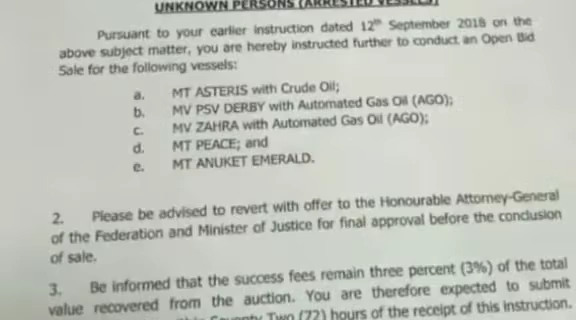 UNKNOWN PERSONS (ARRESTED VESSELS)
Pursuant to your earlier instruction dated 12th September 2018 on the
above subject matter, you are hereby instructed further to conduct an Open Bid
Sale for the following vessels:
a. MT ASTERIS with Crude Oil;
b. MV PSV DERBY with Automated Gas Oil (AGO);
c. MV ZAHRA with Automated Gas Oil (AGO);
d. MT PEACE; and
e. MT ANUKET EMERALD.
2. Please be advised to revert with offer to the Honourable Attorney-General
of the Federation and Minister of Justice for final approval before the conclusion
of sale.
3. Be informed that the success fees remain three percent (3%) of the total
value recovered from the auction. You are therefore expected to submit
Two (72) hours of the receipt of this instruction.